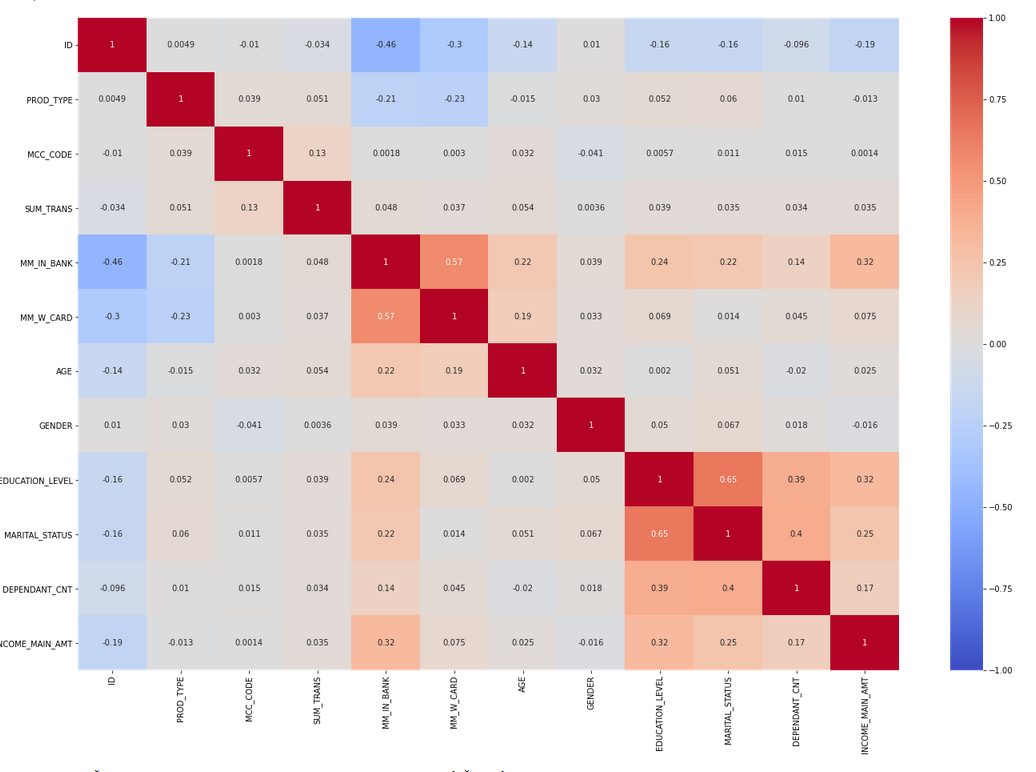 ID 1 0.0049 -0.01 -0.034 -0.46 -0.3 -0.14 0.01 -0.16 -0.16 -0.096 -0.19
PROD_TYPE 0.0049 1 0.039 0.051 -0.21 -0.23 -0.015 0.03 0.052 0.06 0.01 -0.013
MCC_CODE -0.01 0.039 1 0.13 0.0018 0.003 0.032 -0.041 0.0057 0.011 0.015 0.0014
SUM_TRANS -0.034 0.051 0.13 1 0.048 0.037 0.054 0.0036 0.039 0.035 0.034 0.035
MM_IN_BANK -0.46 -0.21 0.0018 0.048 1 0.57 0.22 0.039 0.24 0.22 0.14 0.32
MM_W_CARD -0.3 -0.23 0.003 0.037 0.57 1 0.19 0.033 0.069 0.014 0.045 0.075
AGE -0.14 -0.015 0.032 0.054 0.22 0.19 1 0.032 0.002 0.051 -0.02 0.025
GENDER 0.01 0.03 -0.041 0.0036 0.039 0.033 0.032 1 0.05 0.067 0.018 -0.016
EDUCATION_LEVEL -0.16 0.052 0.0057 0.039 0.24 0.069 0.002 0.05 1 0.65 0.39 0.32
MARITAL_STATUS -0.16 0.06 0.011 0.035 0.22 0.014 0.051 0.067 0.65 1 0.4 0.25
DEPENDANT_CNT -0.096 0.01 0.015 0.034 0.14 0.045 -0.02 0.018 0.39 0.4 1 0.17
NCOME_MAIN_AMT -0.19 -0.013 0.0014 0.035 0.32 0.075 0.025 -0.016 0.32 0.25 0.17 1
ID
PROD_TYPE
MCC_CODE
SUM_TRANS
MM_IN_BANK
MM_W_CARD
AGE
GENDER
EDUCATION_LEVEL
MARITAL_STATUS
DEPENDANT_CNT
INCOME_MAIN_AMT
1.00
0.75
0.50
0.25
0.00
−0.25
−0.50
−0.75
−1.00